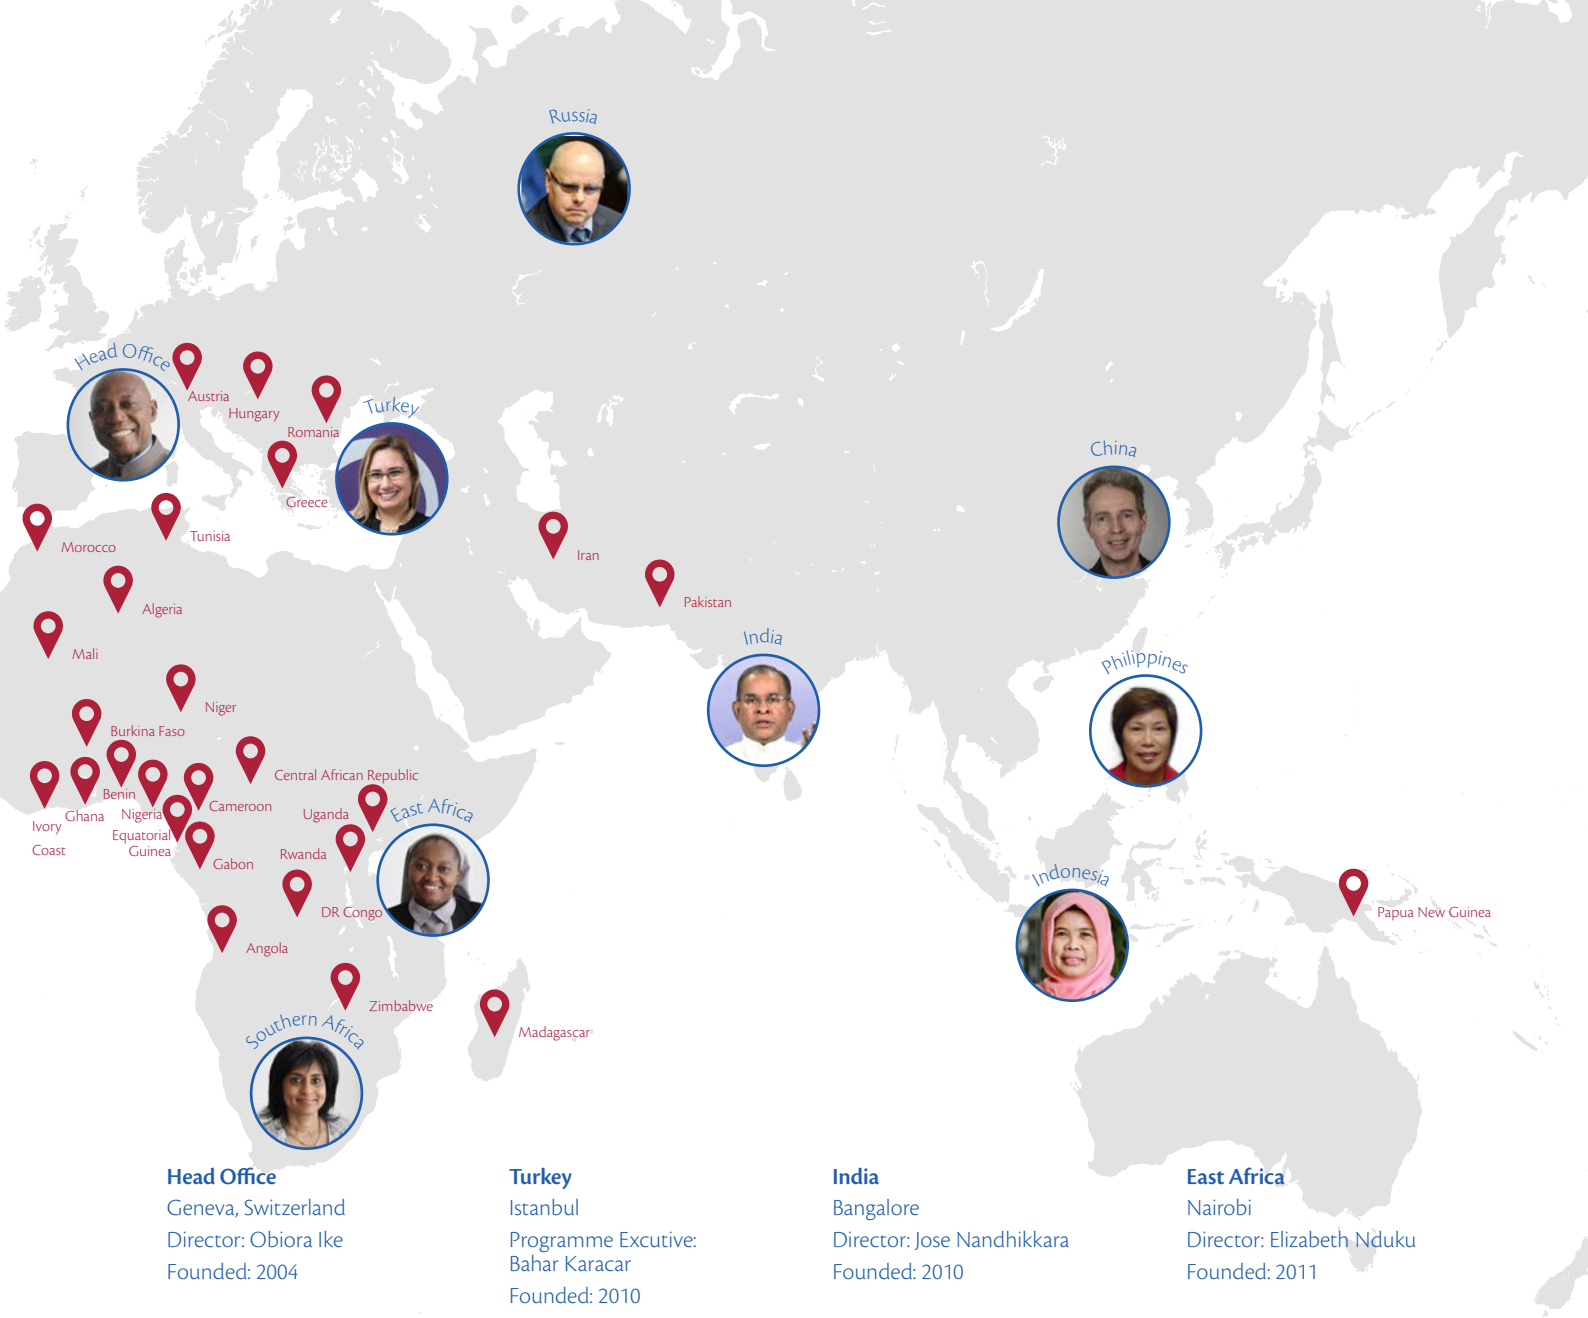 Russia
Head Office
Austria
Hungary
Romania
Turkey
Greece
China
Morocco
Tunisia
Iran
Pakistan
Algeria
India
Mali
Philippines
Niger
Burkina Faso
Central African Republic
Benin
Cameroon
Ghana
Nigeria
Uganda
East Africa
Ivory
Coast
Equatorial
Guinea
Gabon
Rwanda
Indonesia
DR Congo
Papua New Guinea
Angola
Zimbabwe
Southern Africa
Madagascar
Head Office
Geneva, Switzerland
Director: Obiora Ike
Founded: 2004
Turkey
Istanbul
Programme Excutive:
Bahar Karacar
Founded: 2010
India
Bangalore
Director: Jose Nandhikkara
Founded: 2010
East Africa
Nairobi
Director: Elizabeth Nduku
Founded: 2011